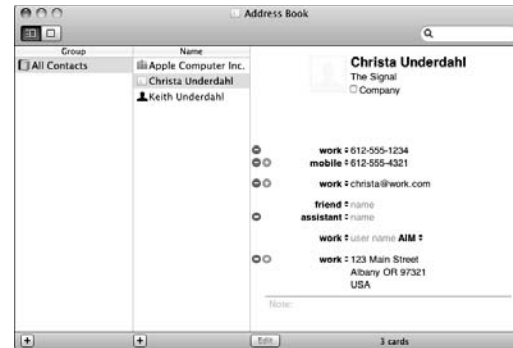 Address Book
Group
Name
All Contacts
Apple Computer Inc.
Christa Underdahl
Keith Underdahl
Christa Underdahl
The Signal
Company
work 612-555-1234
mobile 612-555-4321
work christa@work.com
friend name
assistant name
work user name AIM
work 123 Main Street
Albany OR 97321
USA
Note:
Edit
3 cards